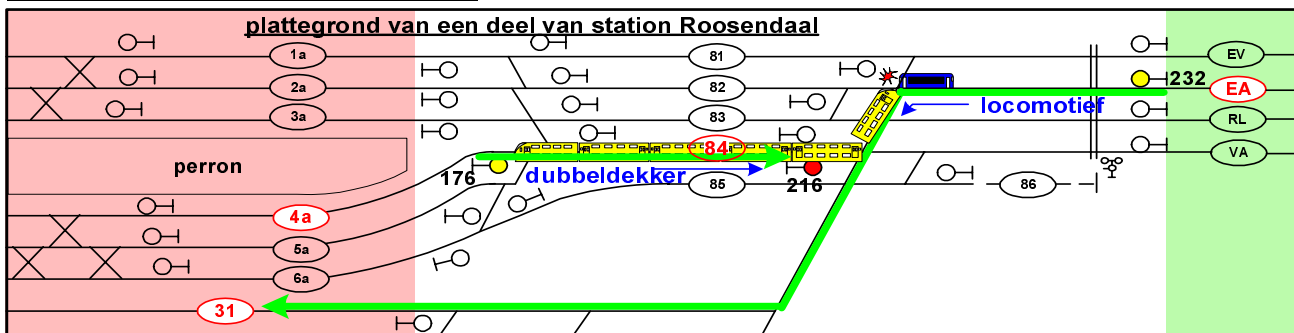 plattegrond van een deel van station Roosendaal
1a
81
EV
2a
82
232
EA
locomotief
3a
83
RL
84
VA
perron
176
dubbeldekker
216
85
86
4a
5a
6a
31